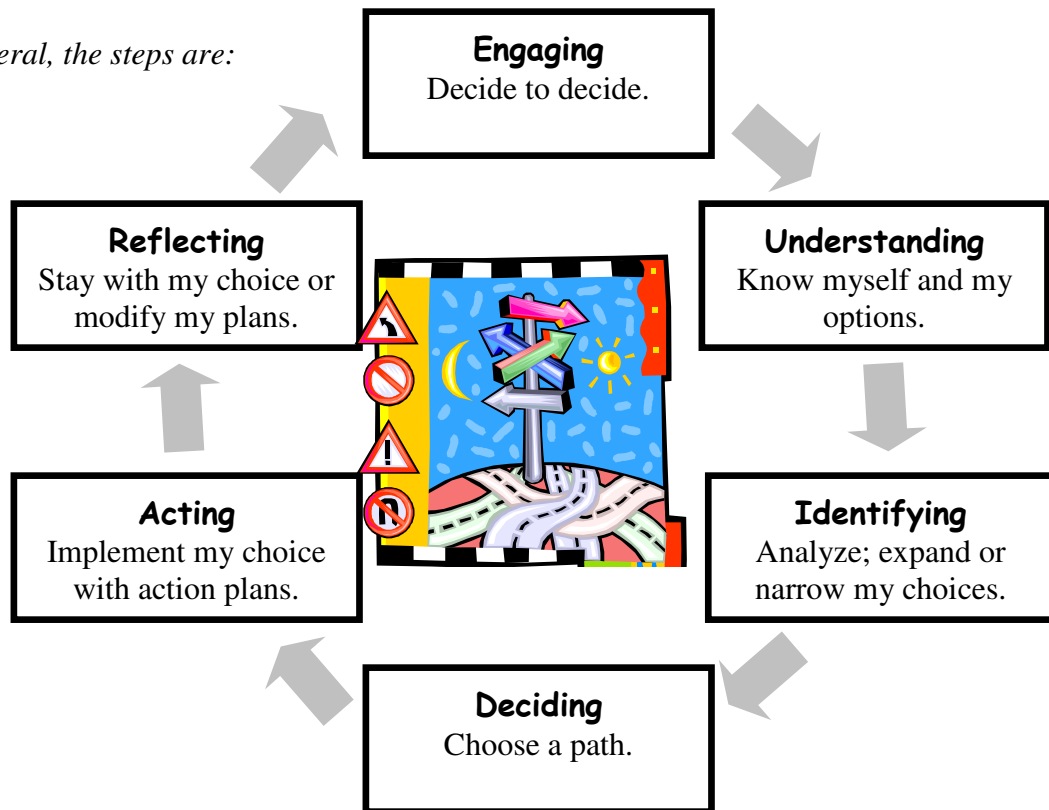 the steps are:
Engaging
Decide to decide.
Understanding
Know myself and my
options.
Identifying
Analyze; expand or
narrow my choices.
Deciding
Choose a path.
Acting
Implement my choice
with action plans.
Reflecting
Stay with my choice or
modify my plans.
!